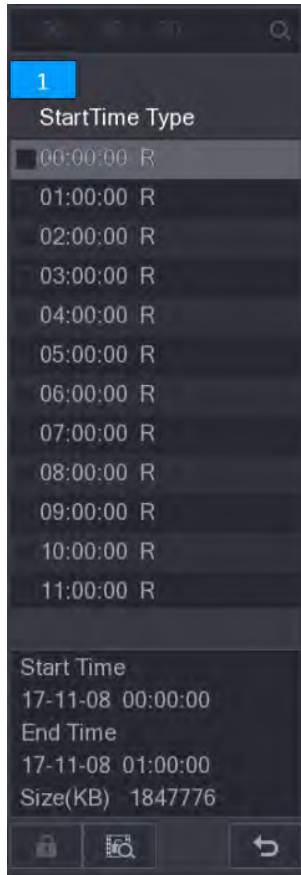 1
StartTime Type
00:00:00 R
01:00:00 R
02:00:00 R
03:00:00 R
04:00:00 R
05:00:00 R
06:00:00 R
07:00:00 R
08:00:00 R
09:00:00 R
10:00:00 R
11:00:00 R
Start Time
17-11-08 00:00:00
End Time
17-11-08 01:00:00
Size(KB) 1847776